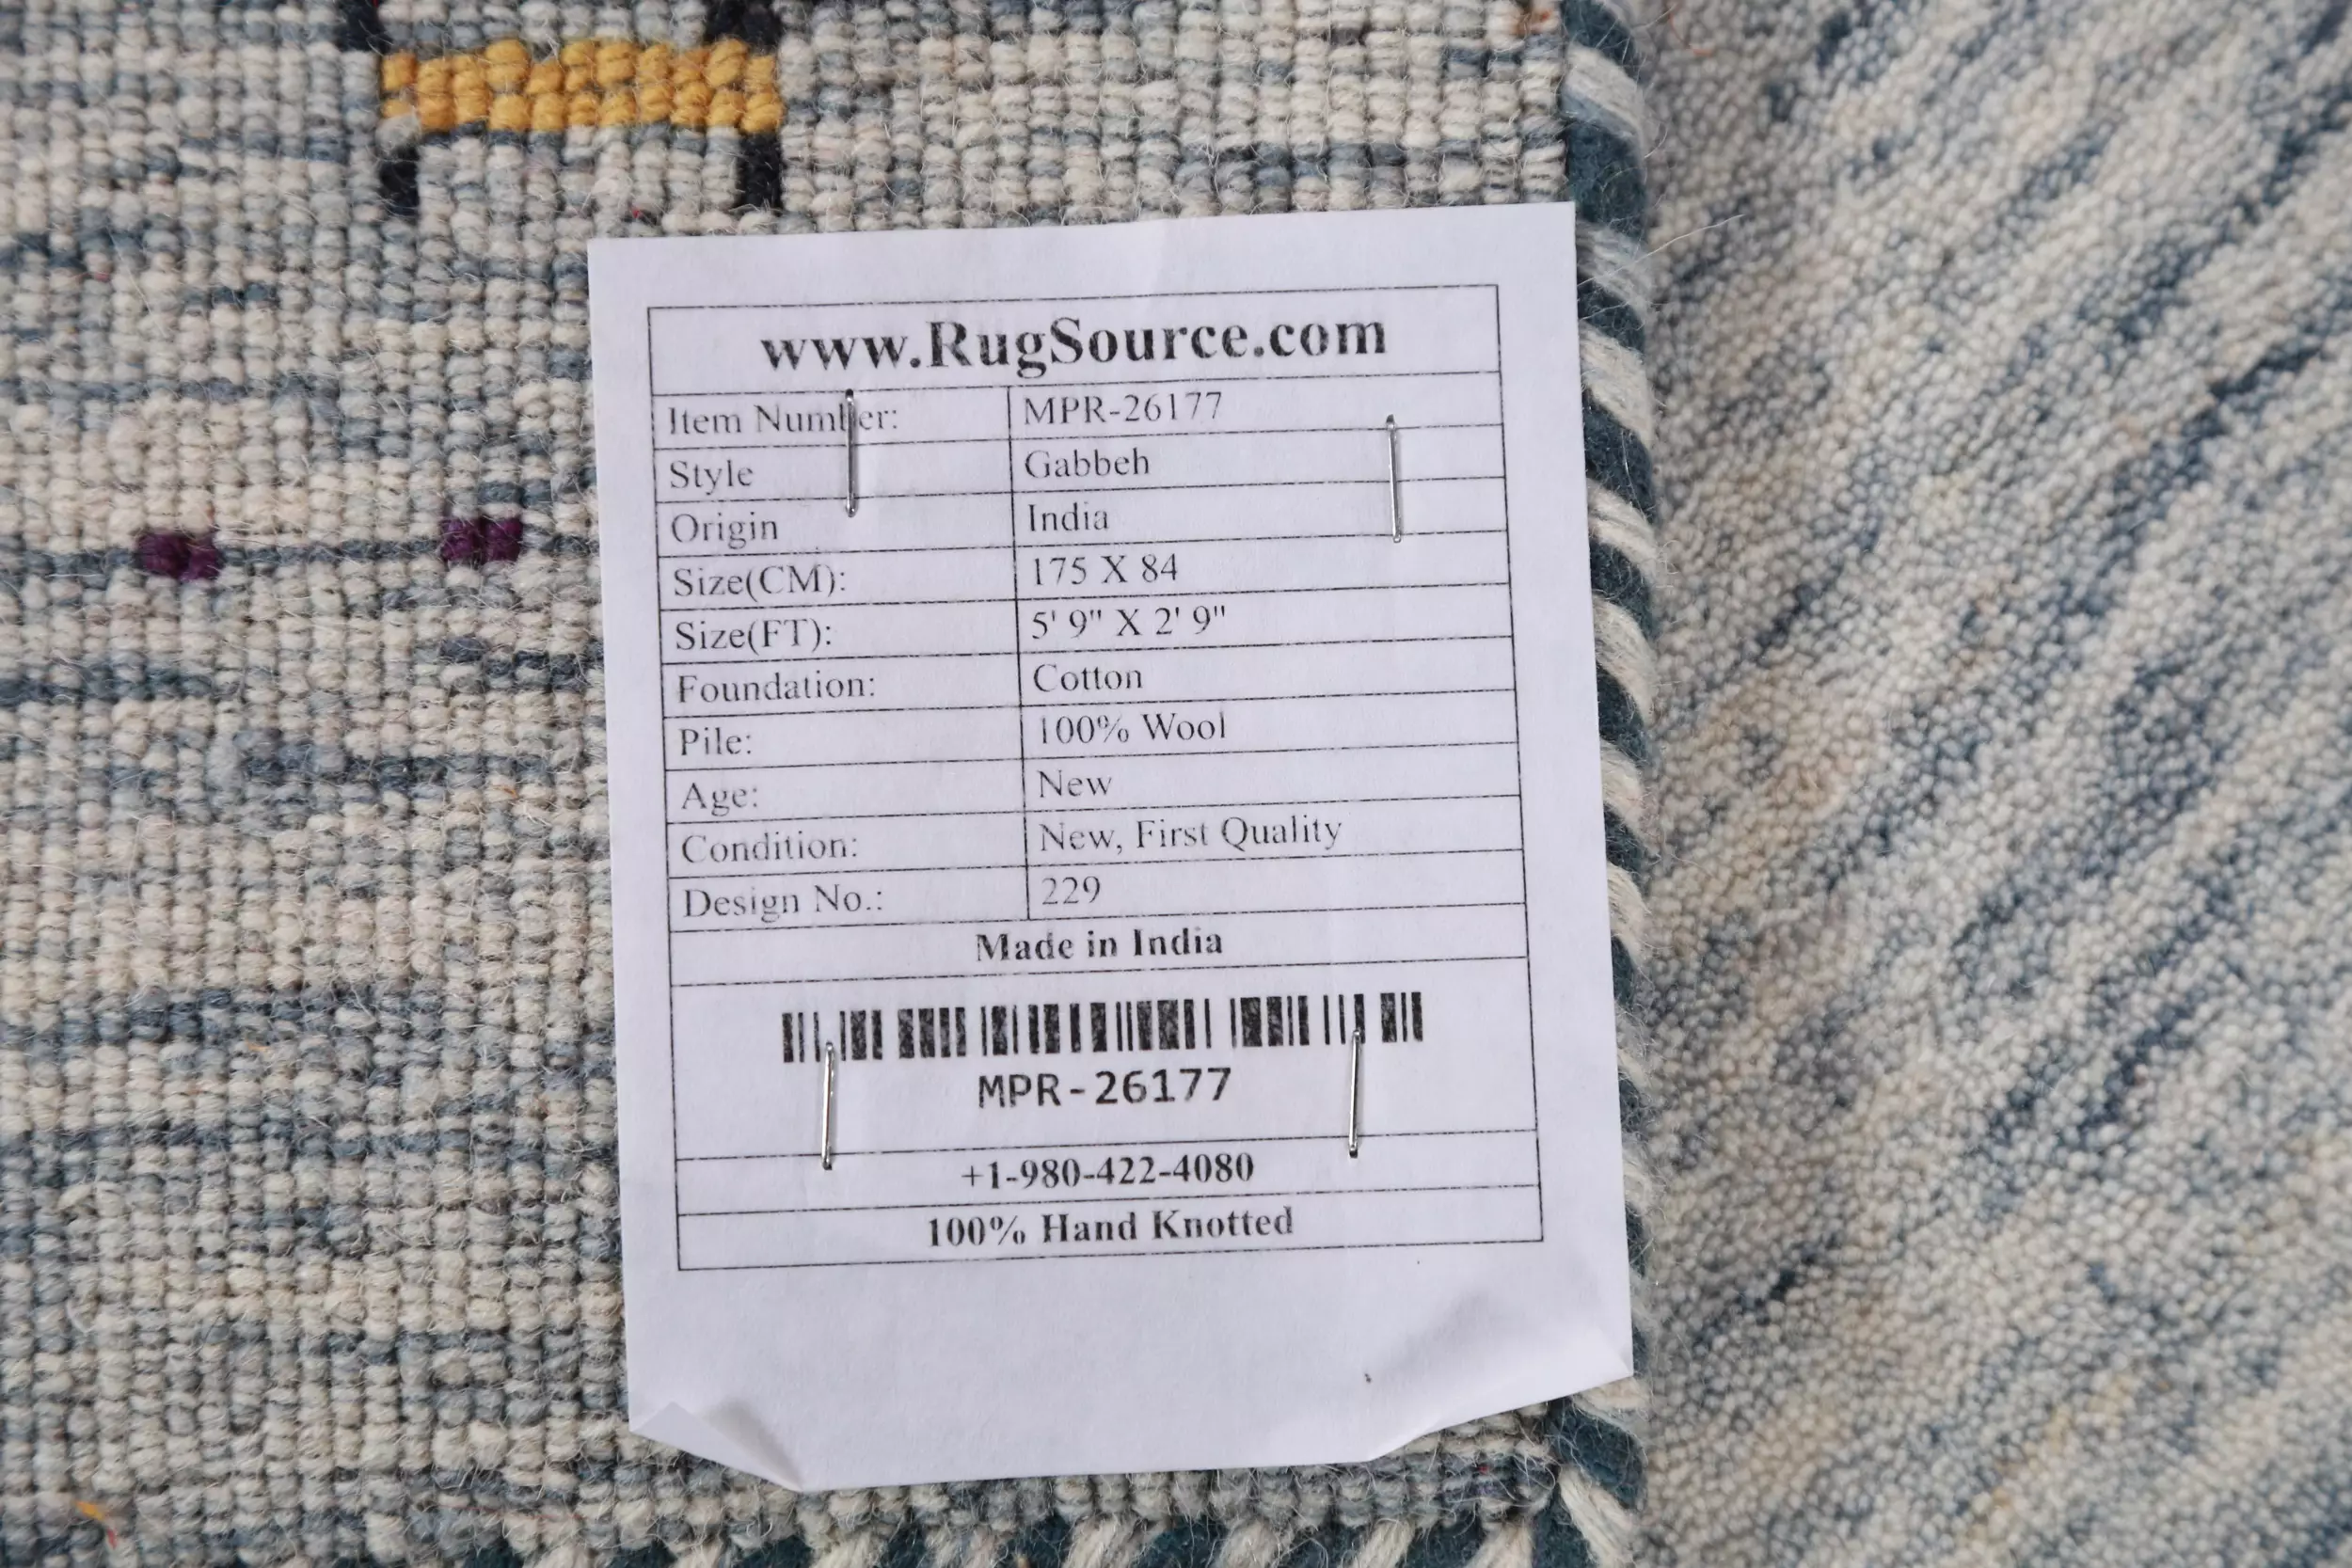 www.RugSource.com
Item Number: MPR-26177
Style Gabbeh
Origin India
Size(CM): 175 X 84
Size(FT): 5' 9" X 2' 9"
Foundation: Cotton
Pile: 100% Wool
Age: New
Condition: New, First Quality
Design No.: 229
Made in India
MPR-26177
+1-980-422-4080
100% Hand Knotted